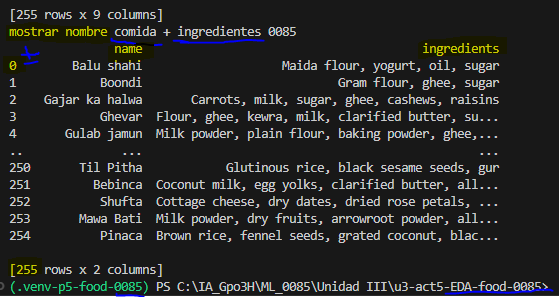 [255 rows x 9 columns]
mostrar nombre comida + ingredientes 0085
name ingredients
0 Balu shahi Maida flour, yogurt, oil, sugar
1 Boondi Gram flour, ghee, sugar
2 Gajar ka halwa Carrots, milk, sugar, ghee, cashews, raisins
3 Ghevar Flour, ghee, kewra, milk, clarified butter, su...
4 Gulab jamun Milk powder, plain flour, baking powder, ghee,...
.. ... ...
250 Til Pitha Glutinous rice, black sesame seeds, gur
251 Bebinca Coconut milk, egg yolks, clarified butter, all...
252 Shufta Cottage cheese, dry dates, dried rose petals, ...
253 Mawa Bati Milk powder, dry fruits, arrowroot powder, all...
254 Pinaca Brown rice, fennel seeds, grated coconut, blac...
[255 rows x 2 columns]
(.venv-p5-food-0085) PS C:\IA_Gpo3H\ML_0085\Unidad III\u3-act5-EDA-food-0085>